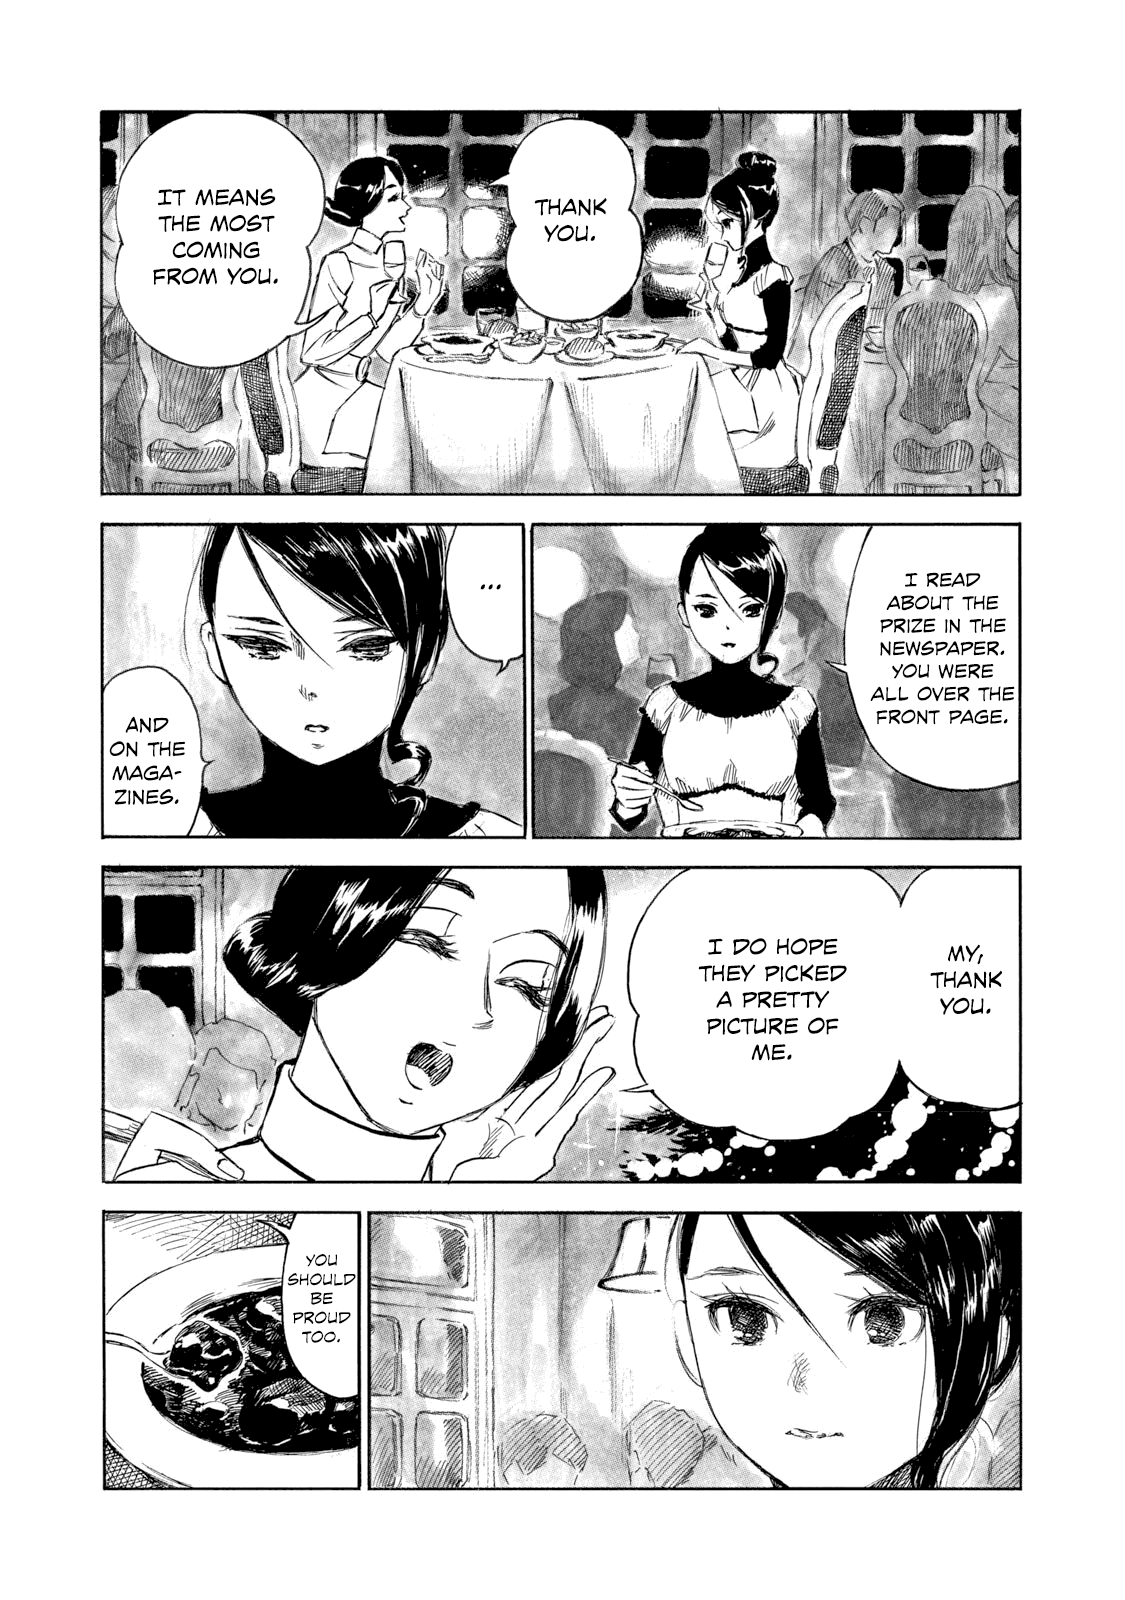 THANK
YOU.
IT MEANS
THE MOST
COMING
FROM YOU.
I READ
ABOUT THE
PRIZE IN THE
NEWSPAPER.
YOU WERE
ALL OVER THE
FRONT PAGE.
...
AND
ON THE
MAGA-
ZINES.
MY,
THANK
YOU.
I DO HOPE
THEY PICKED
A PRETTY
PICTURE OF
ME.
YOU
SHOULD
BE
PROUD
TOO.